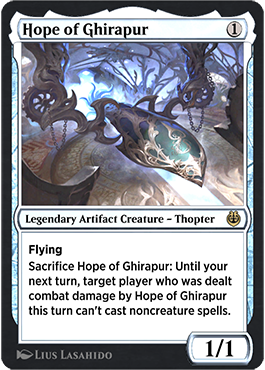 Hope of Ghirapur 1
Legendary Artifact Creature – Thopter
Flying
Sacrifice Hope of Ghirapur: Until your
next turn, target player who was dealt
combat damage by Hope of Ghirapur
this turn can't cast noncreature spells.
Lius Lasahido
1/1